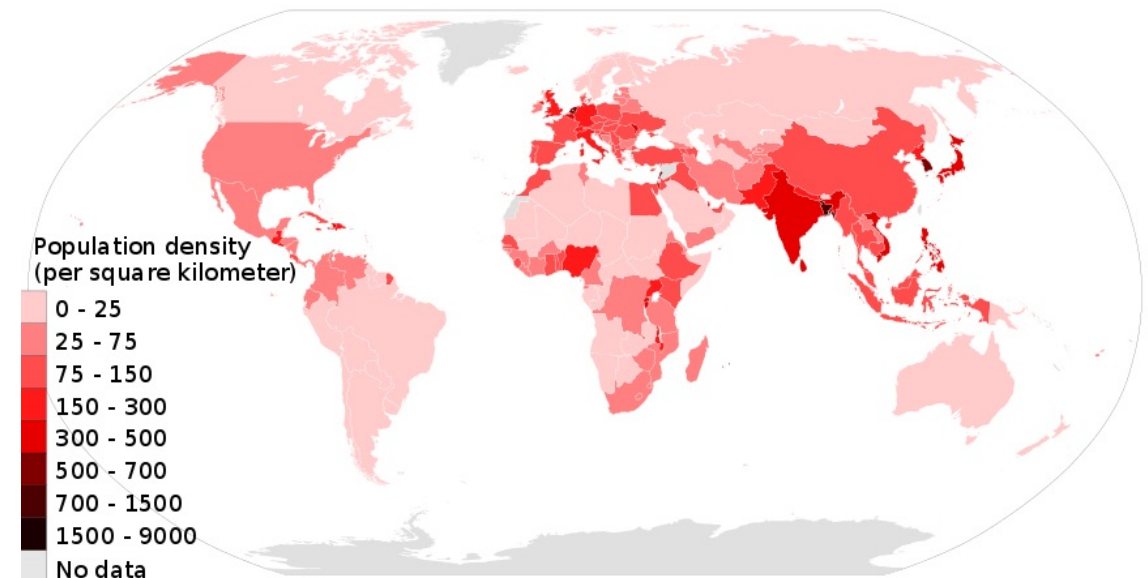 Population density
(per square kilometer)
0 - 25
25 - 75
75 - 150
150 - 300
300 - 500
500 - 700
700 - 1500
1500 - 9000
No data